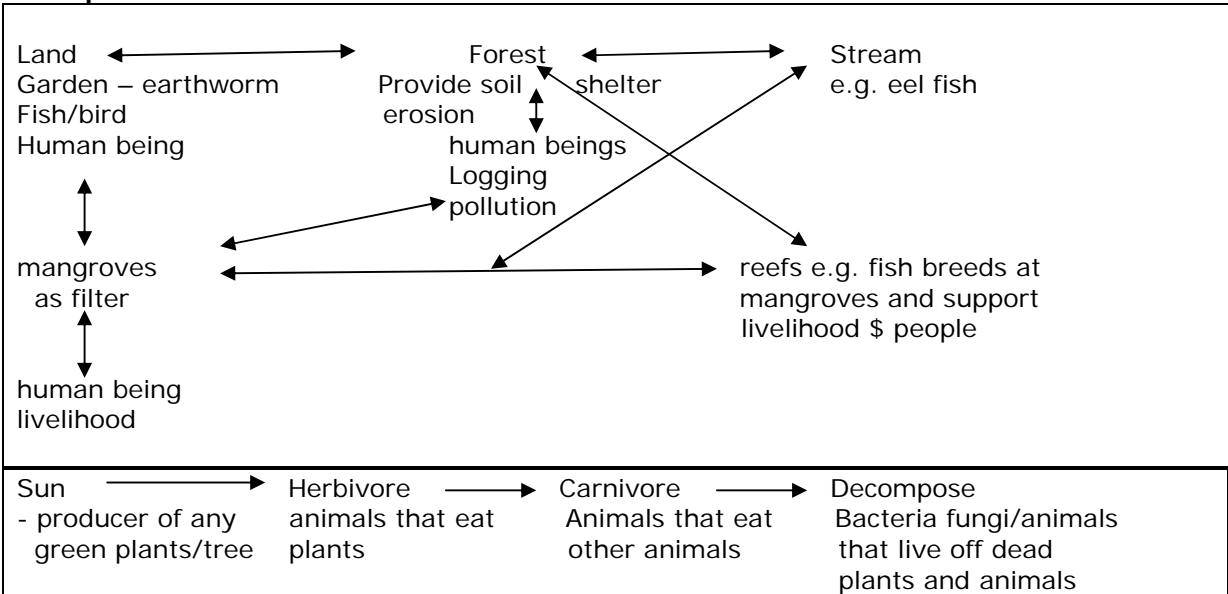 Land Forest Stream
Garden – earthworm Provide soil shelter e.g. eel fish
Fish/bird erosion
Human being human beings
Logging
pollution
mangroves reefs e.g. fish breeds at
as filter mangroves and support
livelihood $ people
human being
livelihood
Sun Herbivore Carnivore Decompose
- producer of any animals that eat Animals that eat Bacteria fungi/animals
green plants/tree plants other animals that live off dead
plants and animals